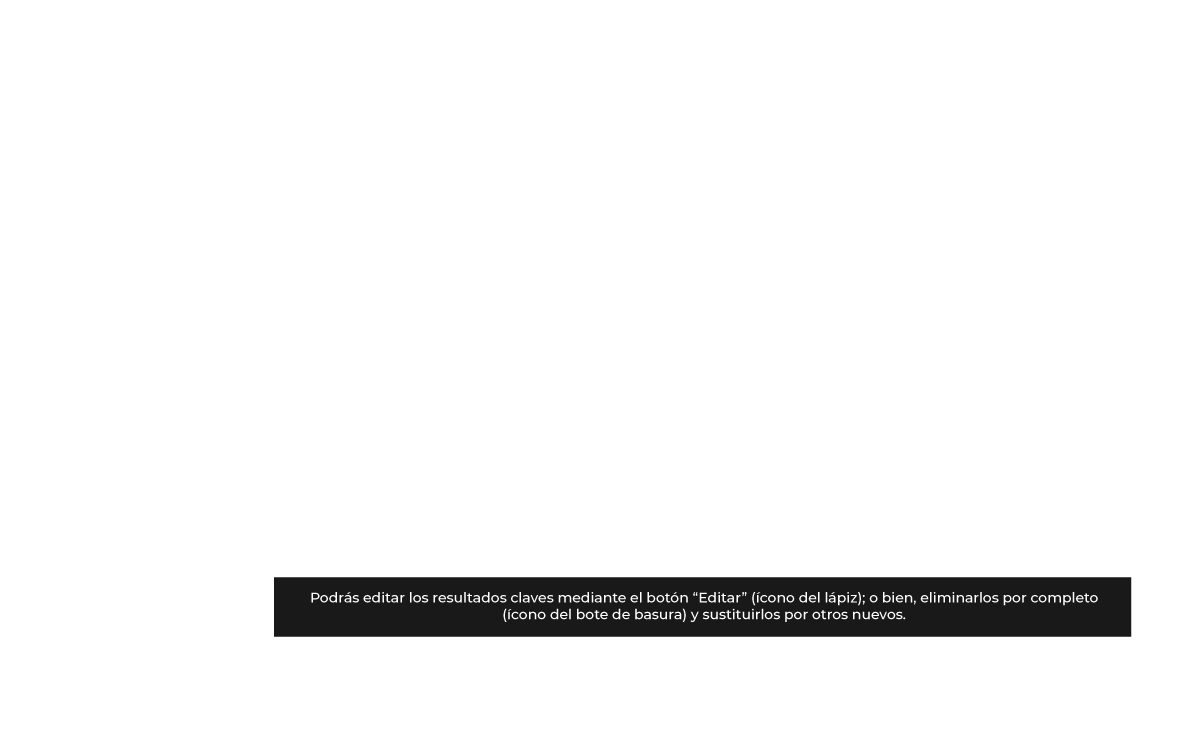 Podrás editar los resultados claves mediante el botón “Editar” (ícono del lápiz); o bien, eliminarlos por completo
(ícono del bote de basura) y sustituirlos por otros nuevos.